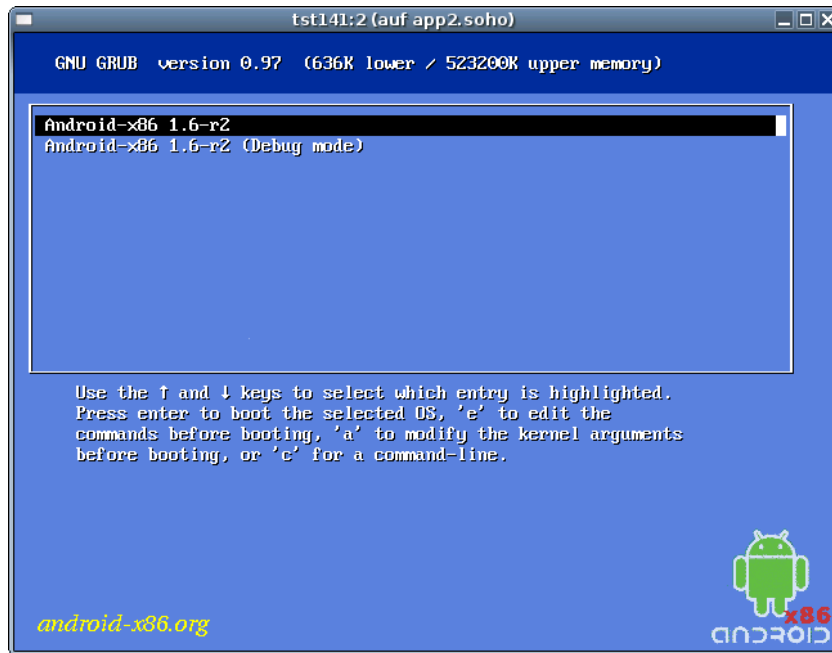 tst141:2 (auf app2.soho)
GNU GRUB  version 0.97  (636K lower / 523200K upper memory)
Android-x86 1.6-r2
Android-x86 1.6-r2 (Debug mode)
Use the ↑ and ↓ keys to select which entry is highlighted.
Press enter to boot the selected OS, 'e' to edit the
commands before booting, 'a' to modify the kernel arguments
before booting, or 'c' for a command-line.
android-x86.org
x86
ANDROID